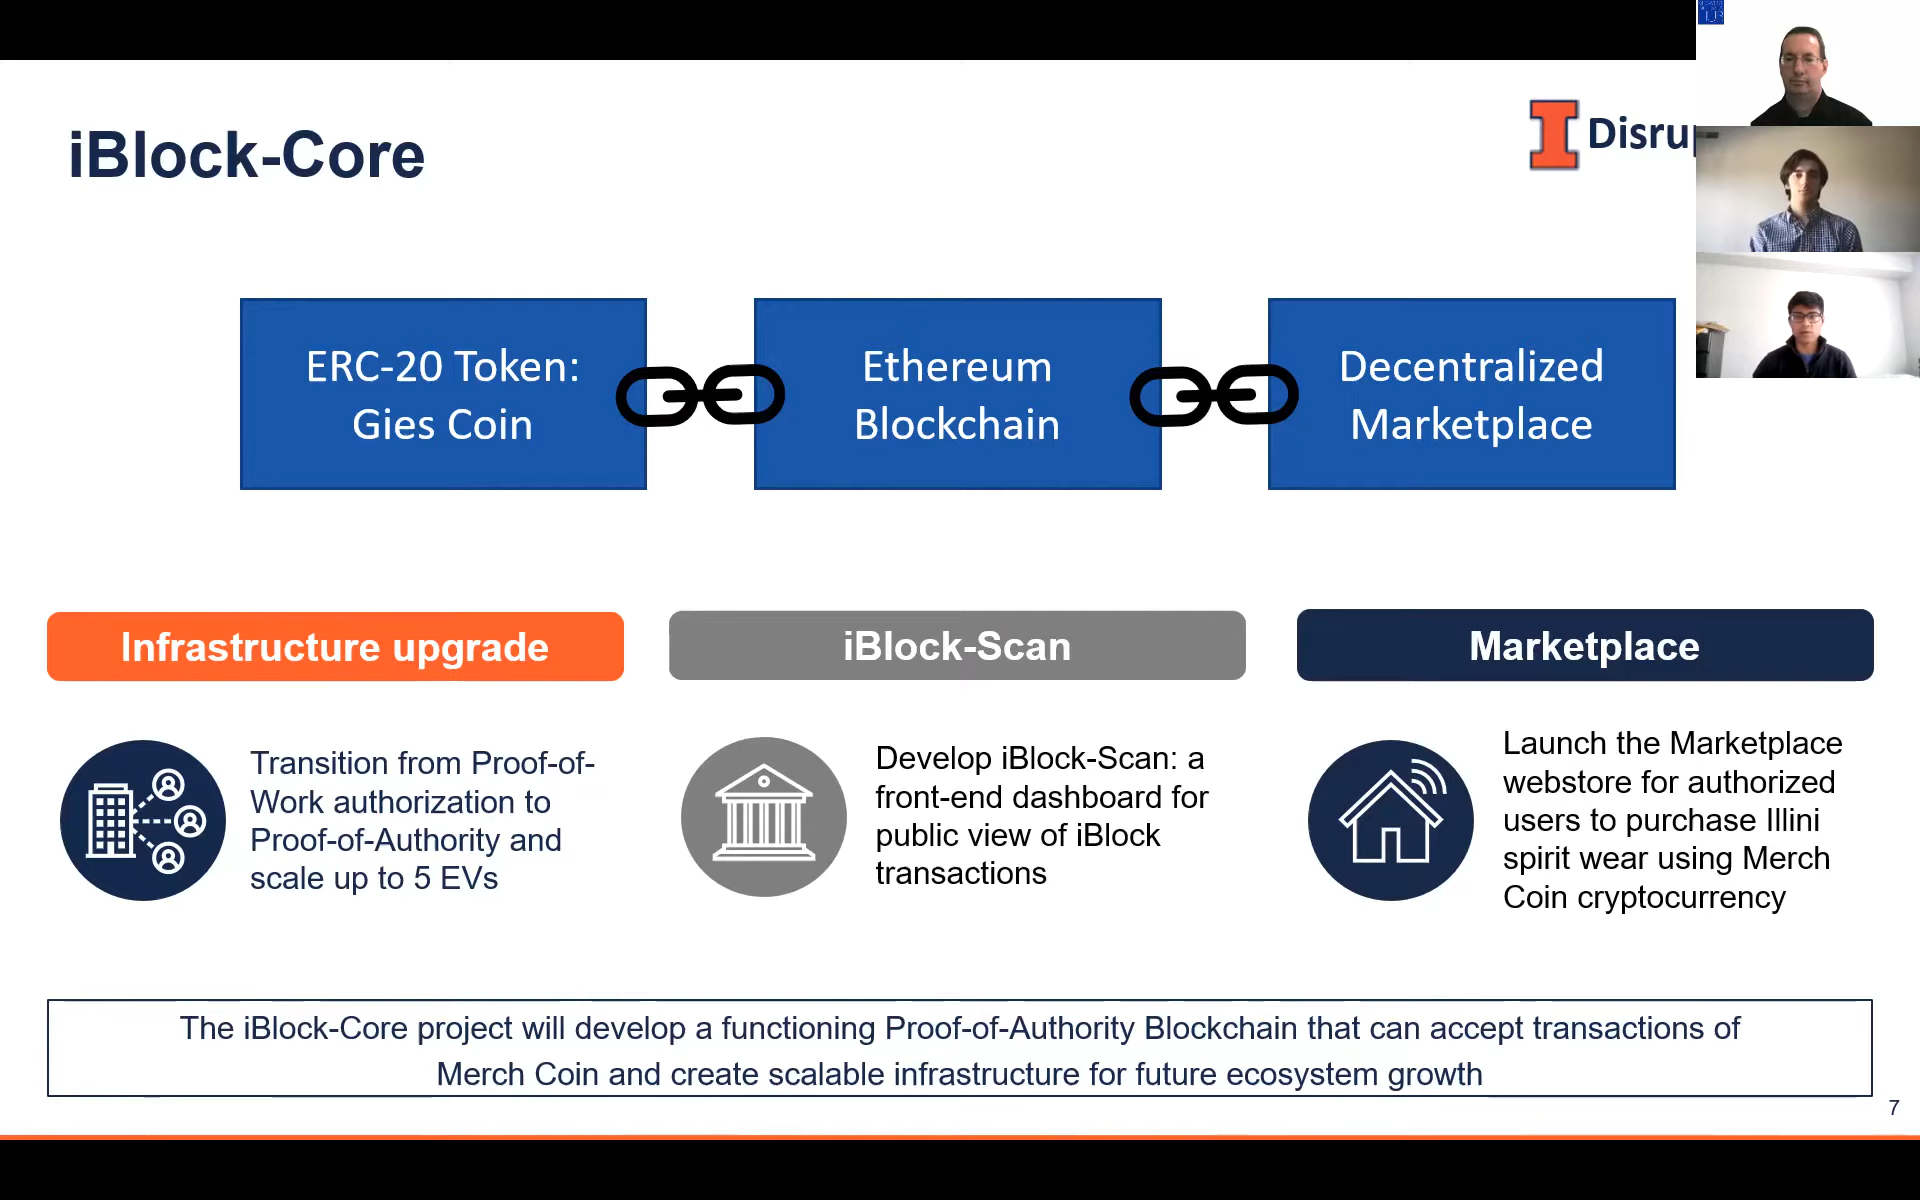 iBlock-Core
ERC-20 Token:
Gies Coin
Ethereum
Blockchain
Decentralized
Marketplace
Infrastructure upgrade
Transition from Proof-of-
Work authorization to
Proof-of-Authority and
scale up to 5 EVs
iBlock-Scan
Develop iBlock-Scan: a
front-end dashboard for
public view of iBlock
transactions
Marketplace
Launch the Marketplace
webstore for authorized
users to purchase Illini
spirit wear using Merch
Coin cryptocurrency
The iBlock-Core project will develop a functioning Proof-of-Authority Blockchain that can accept transactions of
Merch Coin and create scalable infrastructure for future ecosystem growth
7